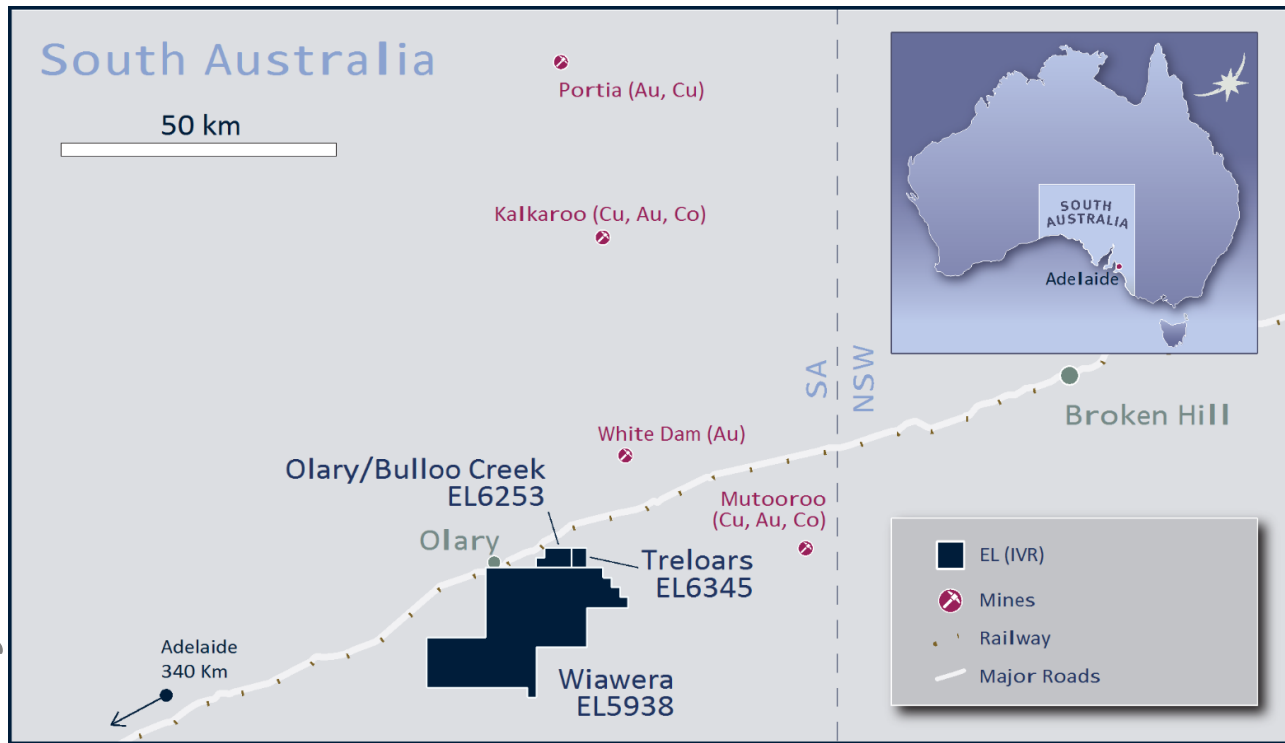 South Australia
50 km
Portia (Au, Cu)
Kalkaroo (Cu, Au, Co)
SOUTH
AUSTRALIA
Adelaide
SA
NSW
Broken Hill
White Dam (Au)
Olary/Bulloo Creek
EL6253
Mutooroo
(Cu, Au, Co)
Olary
Treloars
EL6345
Adelaide
340 Km
Wiawera
EL5938
EL (IVR)
Mines
Railway
Major Roads